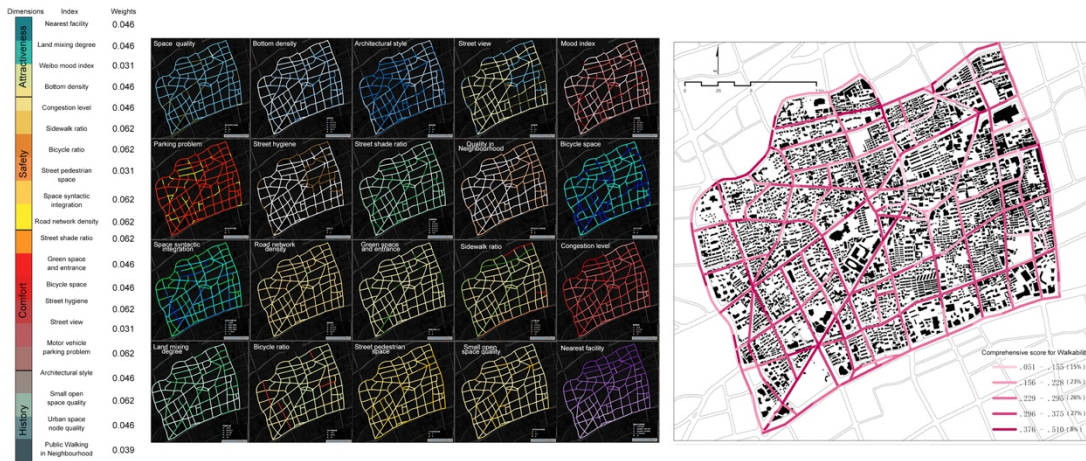 Dimensions Index Weights
Attractiveness
Nearest facility 0.046
Land mixing degree 0.046
Weibo mood index 0.031
Bottom density 0.046
Safety
Congestion level 0.046
Sidewalk ratio 0.062
Bicycle ratio 0.062
Street pedestrian
space 0.031
Space syntactic
integration 0.062
Road network density 0.062
Comfort
Street shade ratio 0.062
Green space
and entrance 0.046
Bicycle space 0.046
Street hygiene 0.062
Street view 0.031
Motor vehicle
parking problem 0.062
History
Architectural style 0.046
Small open
space quality 0.062
Urban space
node quality 0.046
Public Walking
in Neighbourhood 0.039
Space quality
Bottom density
Architectural style
Street view
Mood index
Parking problem
Street hygiene
Street shade ratio
Quality in
Neighbourhood
Bicycle space
Space syntactic
integration
Road network
density
Green space
and entrance
Sidewalk ratio
Congestion level
Land mixing
degree
Bicycle ratio
Street pedestrian
space
Small open
space quality
Nearest facility
Comprehensive score for Walkability
.051 - .155 (15%)
.156 - .228 (23%)
.229 - .295 (26%)
.296 - .375 (27%)
.376 - .510 (8%)